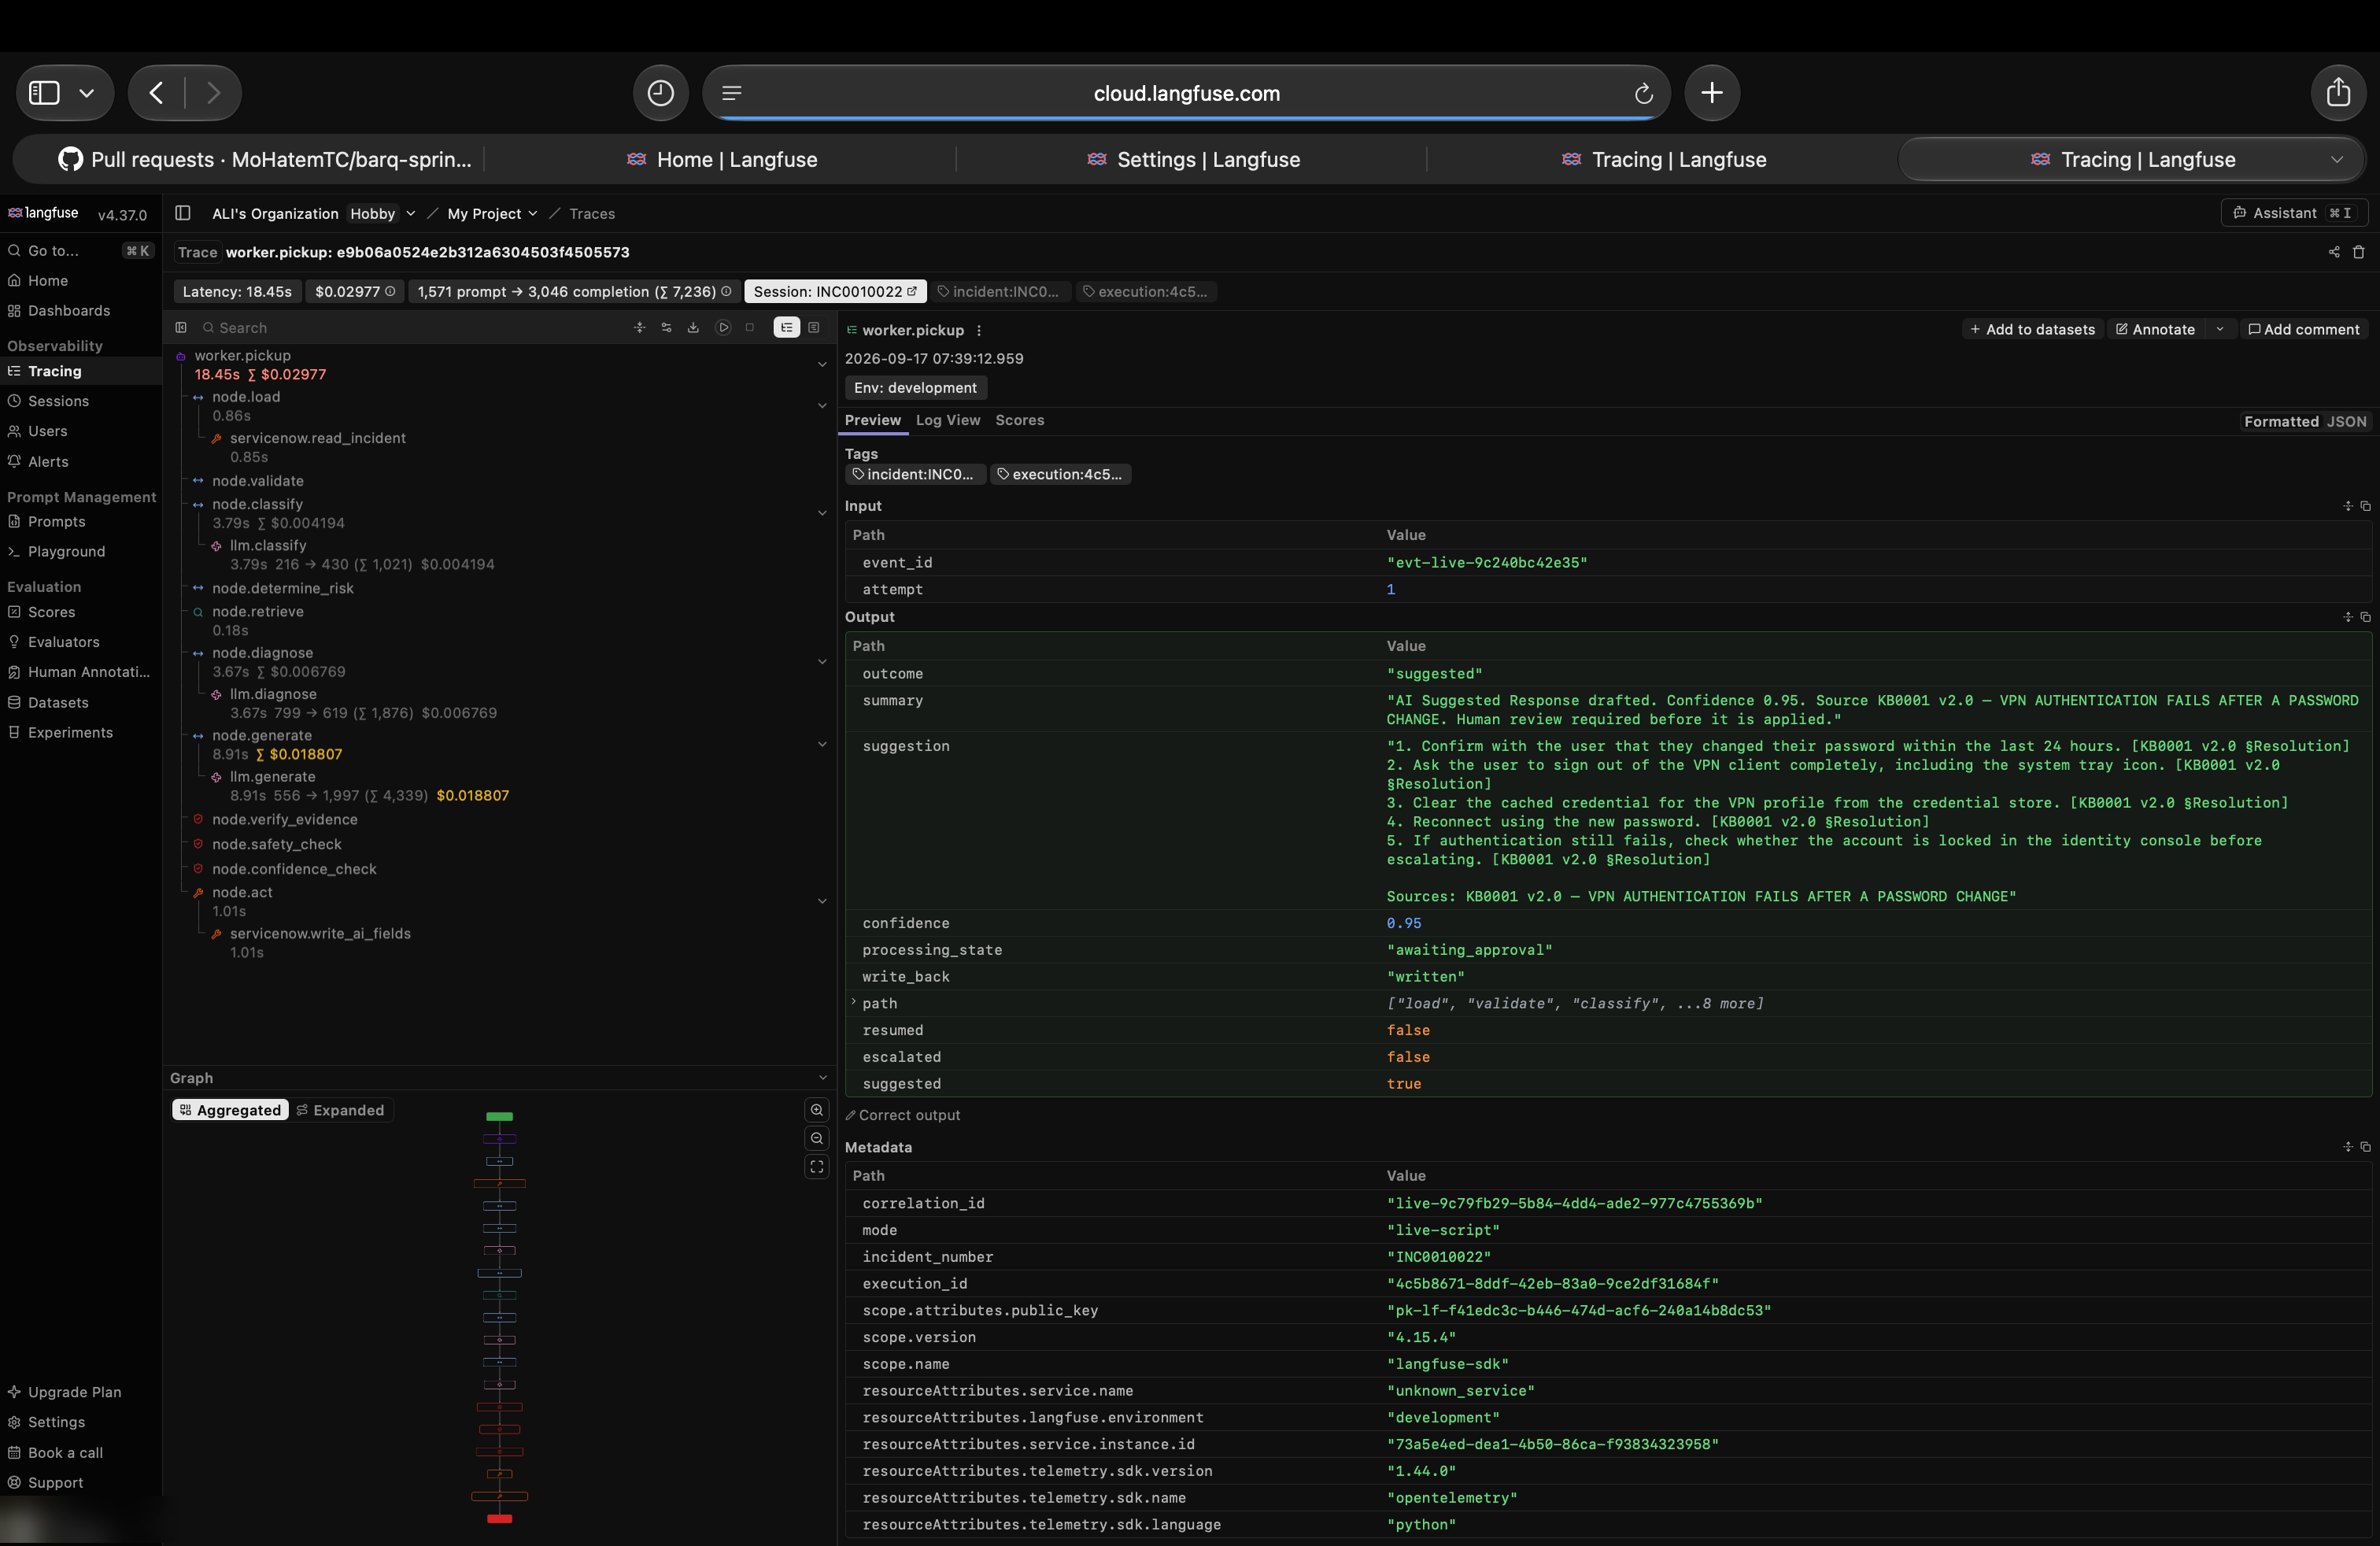 cloud.langfuse.com
Pull requests · MoHatemTC/barq-sprin...
Home | Langfuse
Settings | Langfuse
Tracing | Langfuse
Tracing | Langfuse
langfuse v4.37.0
ALI's Organization Hobby / My Project / Traces
Assistant ⌘ I
Go to... ⌘ K
Home
Dashboards
Observability
Tracing
Sessions
Users
Alerts
Prompt Management
Prompts
Playground
Evaluation
Scores
Evaluators
Human Annotati...
Datasets
Experiments
Upgrade Plan
Settings
Book a call
Support
Trace worker.pickup: e9b06a0524e2b312a6304503f4505573
Latency: 18.45s $0.02977 1,571 prompt → 3,046 completion (∑ 7,236) Session: INC0010022 incident:INC0... execution:4c5...
Search
worker.pickup
18.45s ∑ $0.02977
node.load
0.86s
servicenow.read_incident
0.85s
node.validate
node.classify
3.79s ∑ $0.004194
llm.classify
3.79s 216 → 430 (∑ 1,021) $0.004194
node.determine_risk
node.retrieve
0.18s
node.diagnose
3.67s ∑ $0.006769
llm.diagnose
3.67s 799 → 619 (∑ 1,876) $0.006769
node.generate
8.91s ∑ $0.018807
llm.generate
8.91s 556 → 1,997 (∑ 4,339) $0.018807
node.verify_evidence
node.safety_check
node.confidence_check
node.act
1.01s
servicenow.write_ai_fields
1.01s
Graph
Aggregated Expanded
worker.pickup
+ Add to datasets Annotate Add comment
2026-09-17 07:39:12.959
Env: development
Preview Log View Scores
Formatted JSON
Tags
incident:INC0... execution:4c5...
Input
Path Value
event_id "evt-live-9c240bc42e35"
attempt 1
Output
Path Value
outcome "suggested"
summary "AI Suggested Response drafted. Confidence 0.95. Source KB0001 v2.0 — VPN AUTHENTICATION FAILS AFTER A PASSWORD
CHANGE. Human review required before it is applied."
suggestion "1. Confirm with the user that they changed their password within the last 24 hours. [KB0001 v2.0 §Resolution]
2. Ask the user to sign out of the VPN client completely, including the system tray icon. [KB0001 v2.0
§Resolution]
3. Clear the cached credential for the VPN profile from the credential store. [KB0001 v2.0 §Resolution]
4. Reconnect using the new password. [KB0001 v2.0 §Resolution]
5. If authentication still fails, check whether the account is locked in the identity console before
escalating. [KB0001 v2.0 §Resolution]
Sources: KB0001 v2.0 — VPN AUTHENTICATION FAILS AFTER A PASSWORD CHANGE"
confidence 0.95
processing_state "awaiting_approval"
write_back "written"
path ["load", "validate", "classify", ...8 more]
resumed false
escalated false
suggested true
Correct output
Metadata
Path Value
correlation_id "live-9c79fb29-5b84-4dd4-ade2-977c4755369b"
mode "live-script"
incident_number "INC0010022"
execution_id "4c5b8671-8ddf-42eb-83a0-9ce2df31684f"
scope.attributes.public_key "pk-lf-f41edc3c-b446-474d-acf6-240a14b8dc53"
scope.version "4.15.4"
scope.name "langfuse-sdk"
resourceAttributes.service.name "unknown_service"
resourceAttributes.langfuse.environment "development"
resourceAttributes.service.instance.id "73a5e4ed-dea1-4b50-86ca-f93834323958"
resourceAttributes.telemetry.sdk.version "1.44.0"
resourceAttributes.telemetry.sdk.name "opentelemetry"
resourceAttributes.telemetry.sdk.language "python"